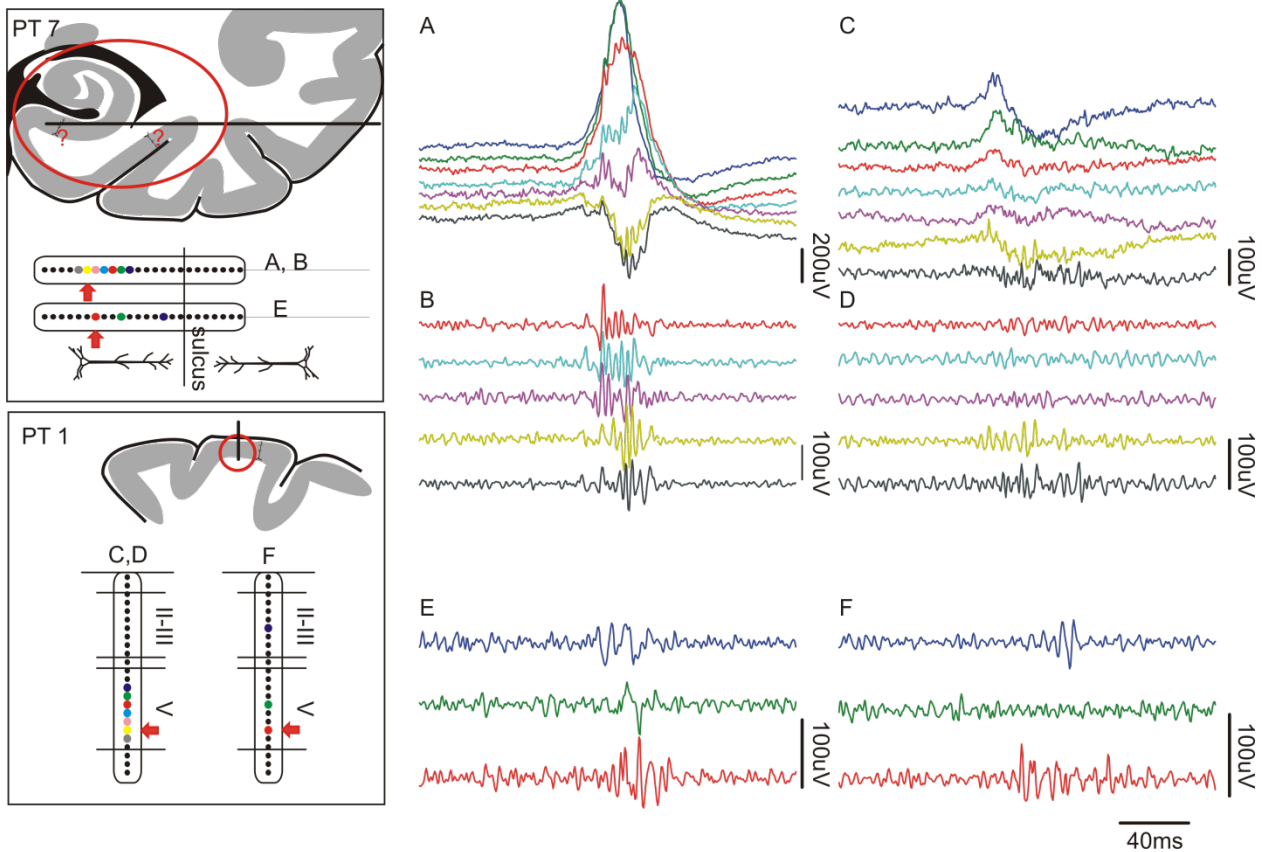 PT 7
?
?
A, B
E
sulcus
PT 1
C,D
F
II-III
V
II-III
V
A
200uV
B
100uV
C
100uV
D
100uV
E
100uV
F
100uV
40ms